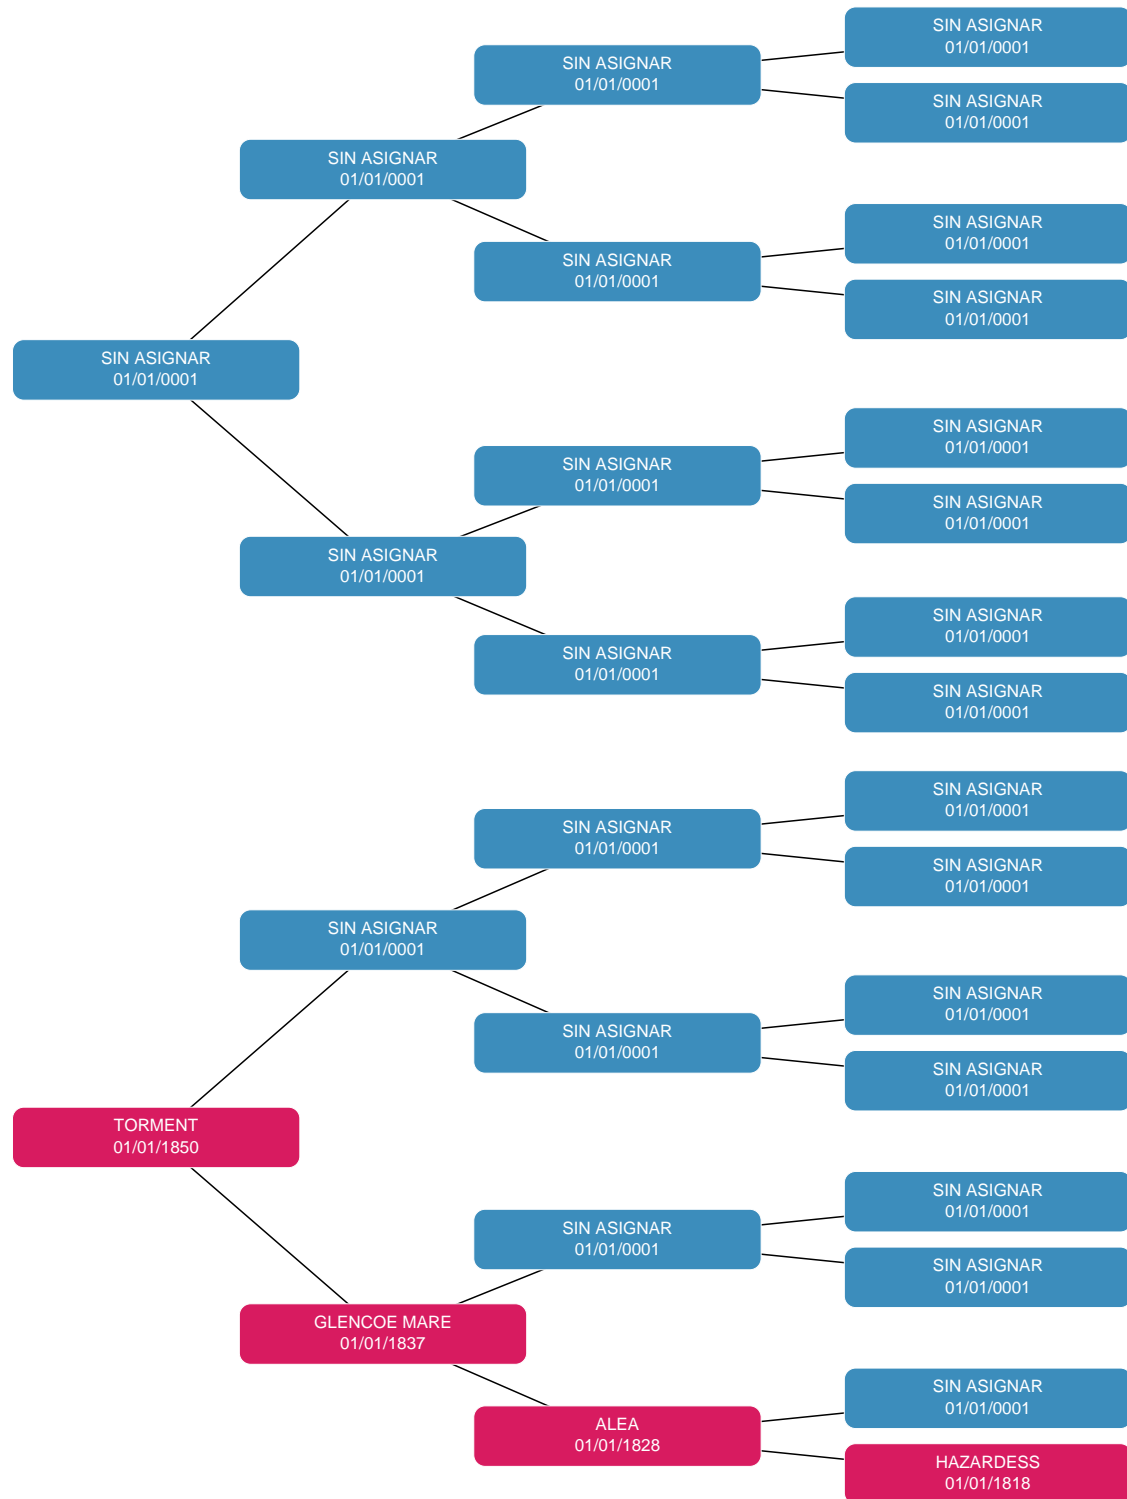 SIN ASIGNAR
01/01/0001
SIN ASIGNAR
01/01/0001
SIN ASIGNAR
01/01/0001
SIN ASIGNAR
01/01/0001
SIN ASIGNAR
01/01/0001
SIN ASIGNAR
01/01/0001
SIN ASIGNAR
01/01/0001
SIN ASIGNAR
01/01/0001
SIN ASIGNAR
01/01/0001
SIN ASIGNAR
01/01/0001
SIN ASIGNAR
01/01/0001
SIN ASIGNAR
01/01/0001
SIN ASIGNAR
01/01/0001
SIN ASIGNAR
01/01/0001
SIN ASIGNAR
01/01/0001
SIN ASIGNAR
01/01/0001
SIN ASIGNAR
01/01/0001
SIN ASIGNAR
01/01/0001
SIN ASIGNAR
01/01/0001
SIN ASIGNAR
01/01/0001
SIN ASIGNAR
01/01/0001
SIN ASIGNAR
01/01/0001
TORMENT
01/01/1850
SIN ASIGNAR
01/01/0001
SIN ASIGNAR
01/01/0001
SIN ASIGNAR
01/01/0001
GLENCOE MARE
01/01/1837
SIN ASIGNAR
01/01/0001
ALEA
01/01/1828
HAZARDESS
01/01/1818